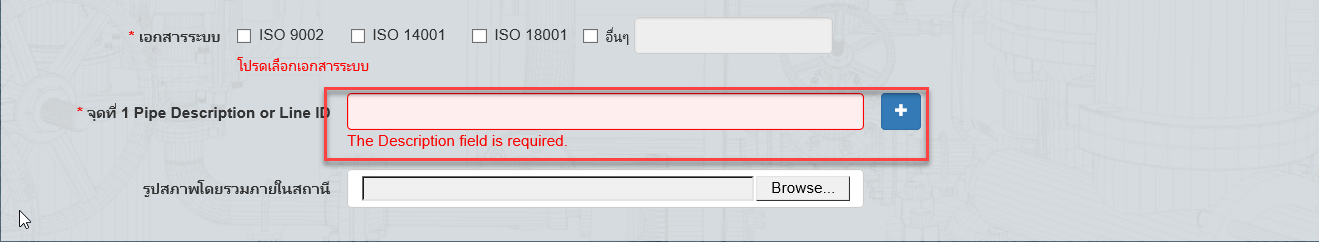 * เอกสารระบบ ISO 9002 ISO 14001 ISO 18001 อื่นๆ
โปรดเลือกเอกสารระบบ
* จุดที่ 1 Pipe Description or Line ID +
The Description field is required.
รูปสภาพโดยรวมภายในสถานี Browse...